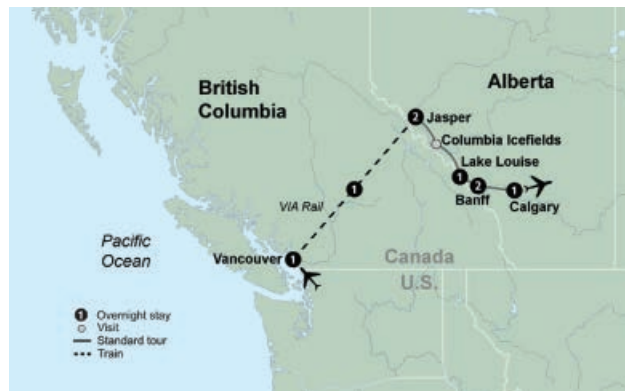 British
Columbia
Alberta
2
Jasper
Columbia Icefields
Lake Louise
1
2
1
Banff
Calgary
1
VIA Rail
Pacific
Ocean
Vancouver
1
Canada
U.S.
1 Overnight stay
Visit
Standard tour
Train